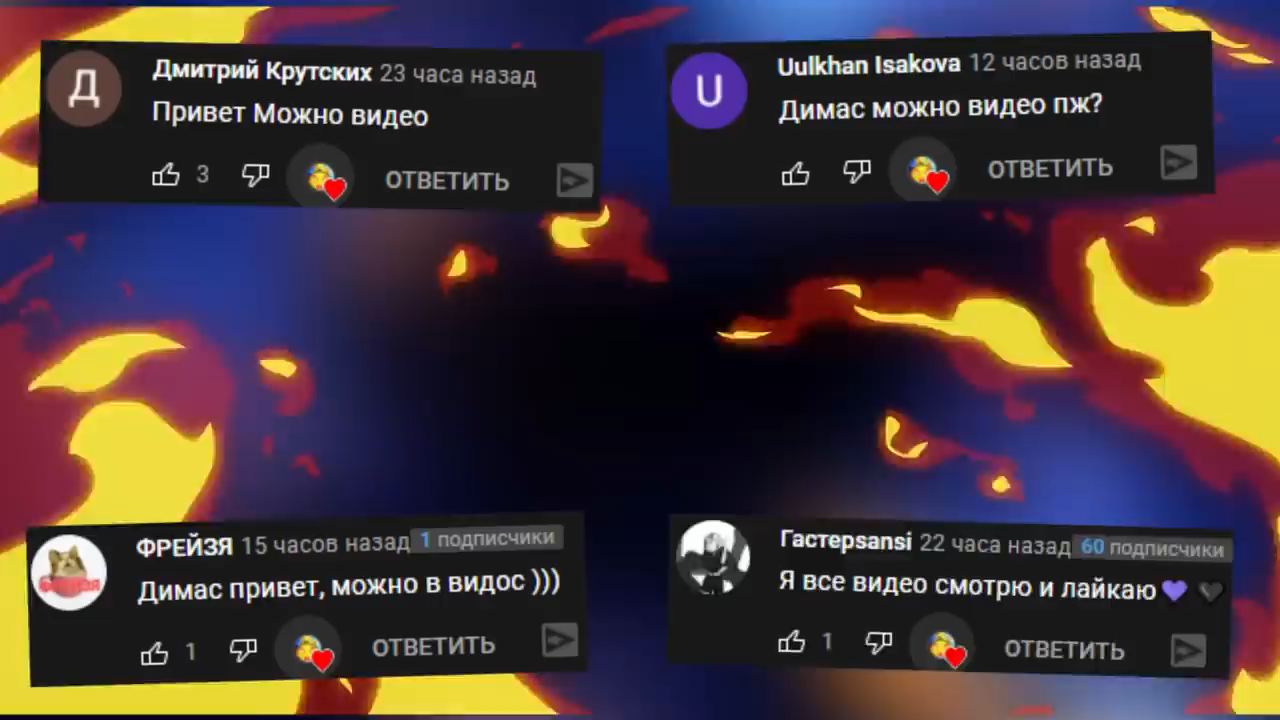 Д
Дмитрий Крутских 23 часа назад
Привет Можно видео
3 ОТВЕТИТЬ
U
Uulkhan Isakova 12 часов назад
Димас можно видео пж?
ОТВЕТИТЬ
ФРЕЙЗЯ 15 часов назад 1 подписчики
Димас привет, можно в видос )))
1 ОТВЕТИТЬ
Гастерsansi 22 часа назад 60 подписчики
Я все видео смотрю и лайкаю💜 🖤
1 ОТВЕТИТЬ